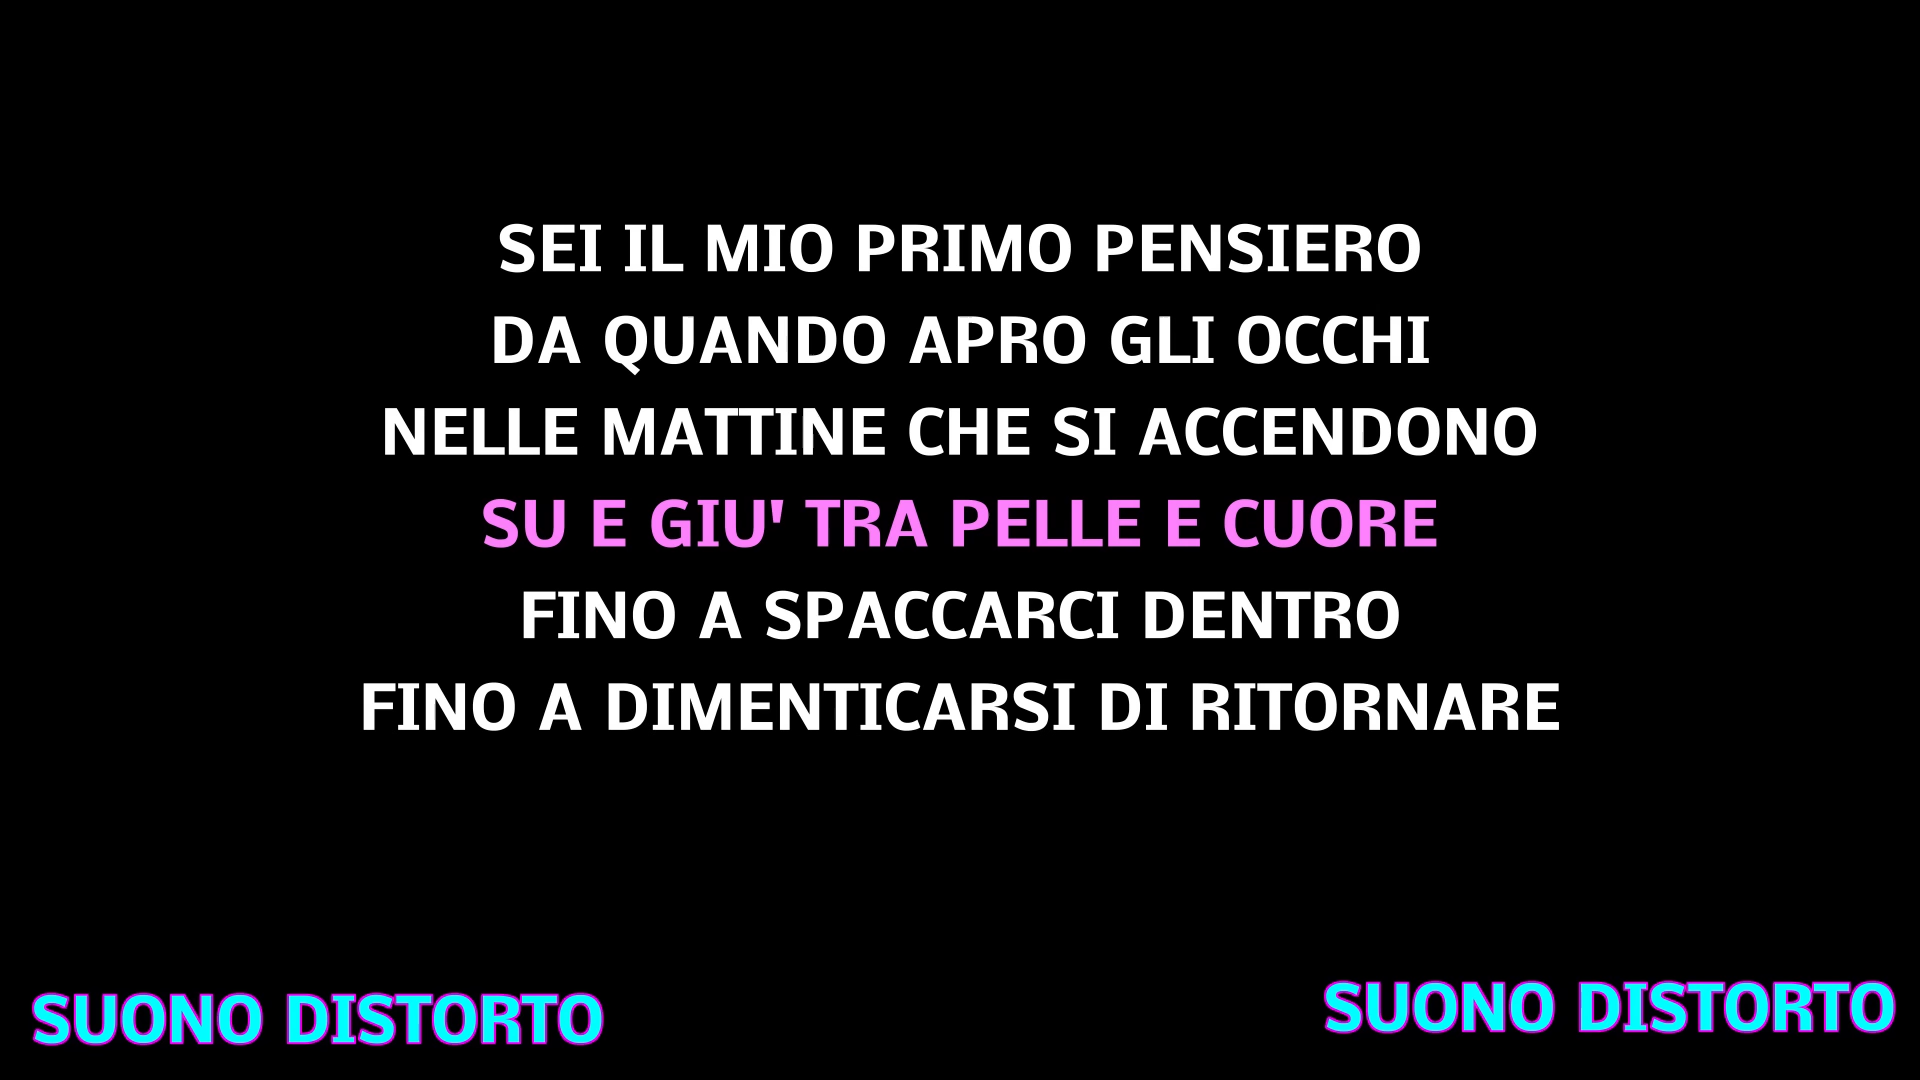 SEI IL MIO PRIMO PENSIERO
DA QUANDO APRO GLI OCCHI
NELLE MATTINE CHE SI ACCENDONO
SU E GIU' TRA PELLE E CUORE
FINO A SPACCARCI DENTRO
FINO A DIMENTICARSI DI RITORNARE
SUONO DISTORTO
SUONO DISTORTO